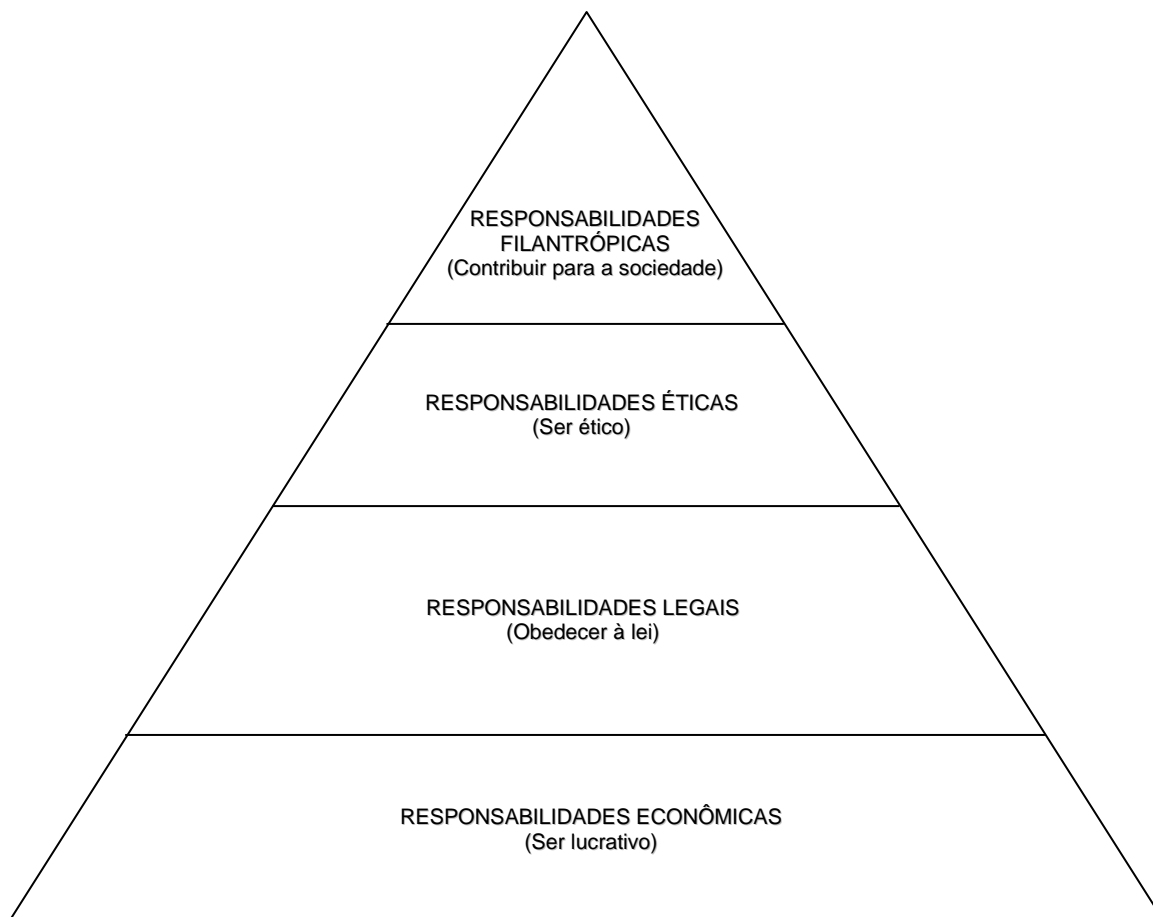 RESPONSABILIDADES
FILANTRÓPICAS
(Contribuir para a sociedade)
RESPONSABILIDADES ÉTICAS
(Ser ético)
RESPONSABILIDADES LEGAIS
(Obedecer à lei)
RESPONSABILIDADES ECONÔMICAS
(Ser lucrativo)